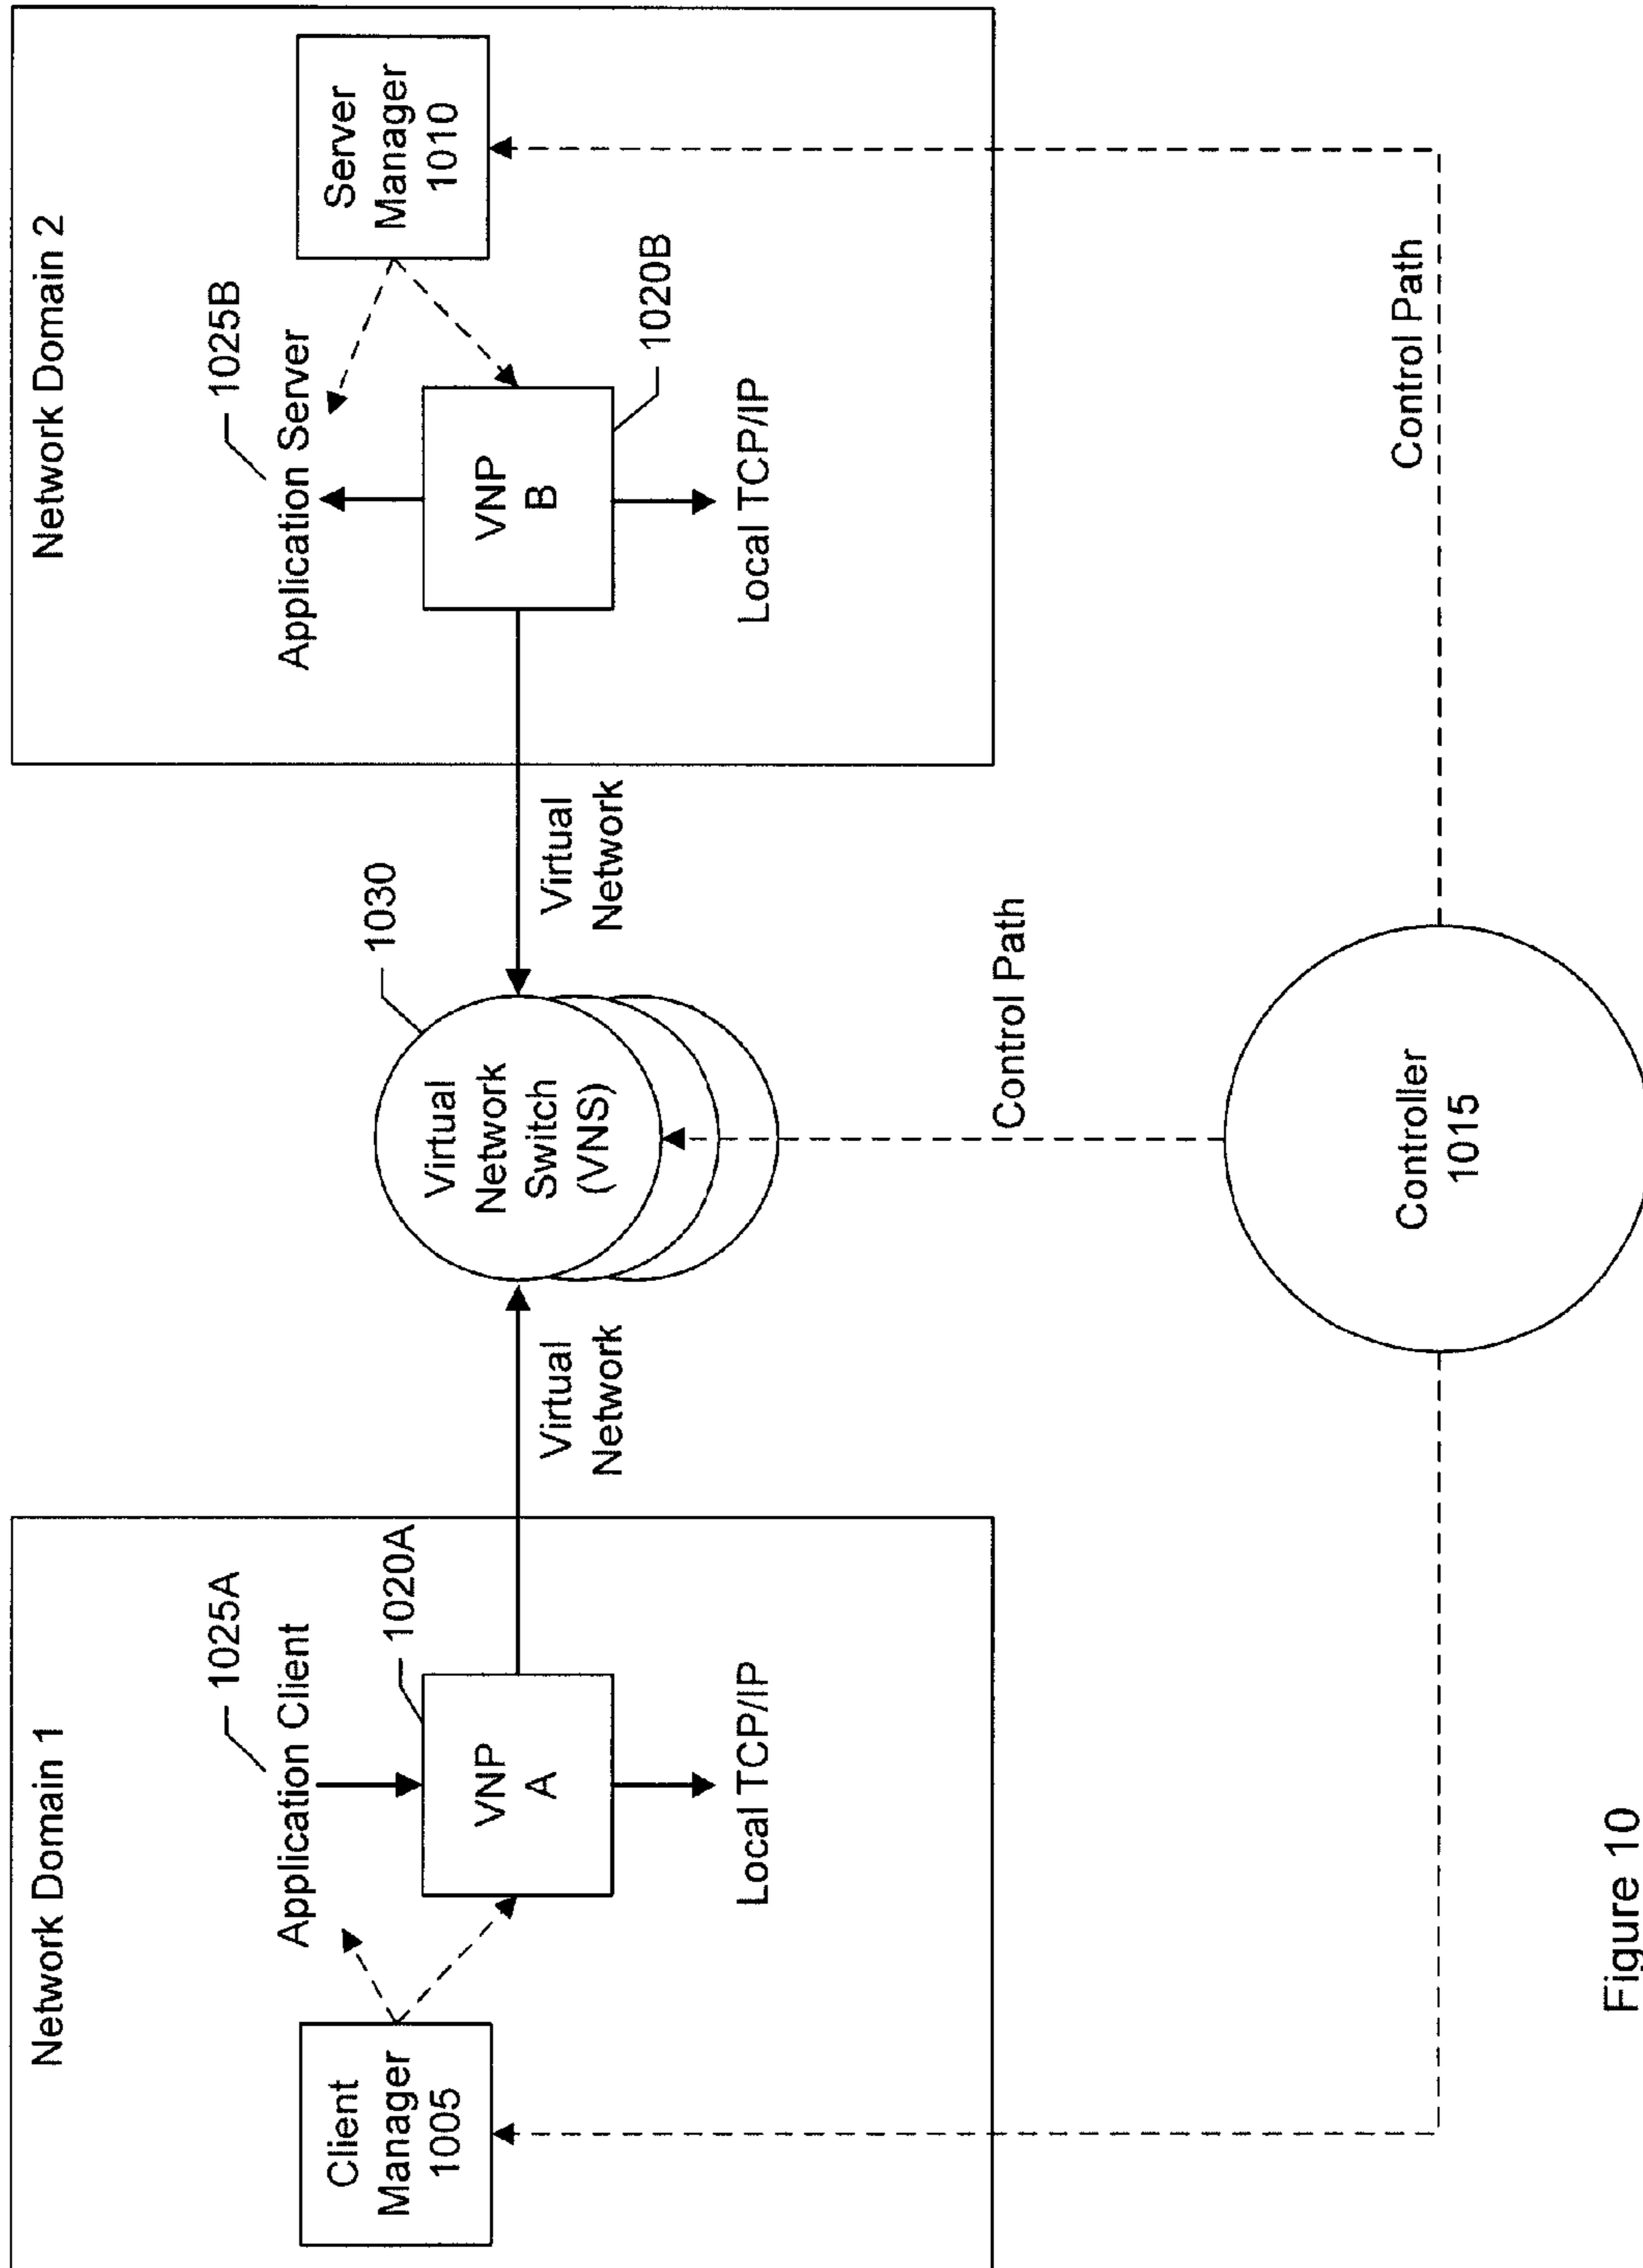 Network Domain 1
1025A
Application Client
1020A
Client
Manager
1005
VNP
A
Local TCP/IP
Virtual
Network
1030
Virtual
Network
Switch
(VNS)
Virtual
Network
Network Domain 2
1025B
Application Server
Server
Manager
1010
VNP
B
1020B
Local TCP/IP
Control Path
Control Path
Controller
1015
Figure 10